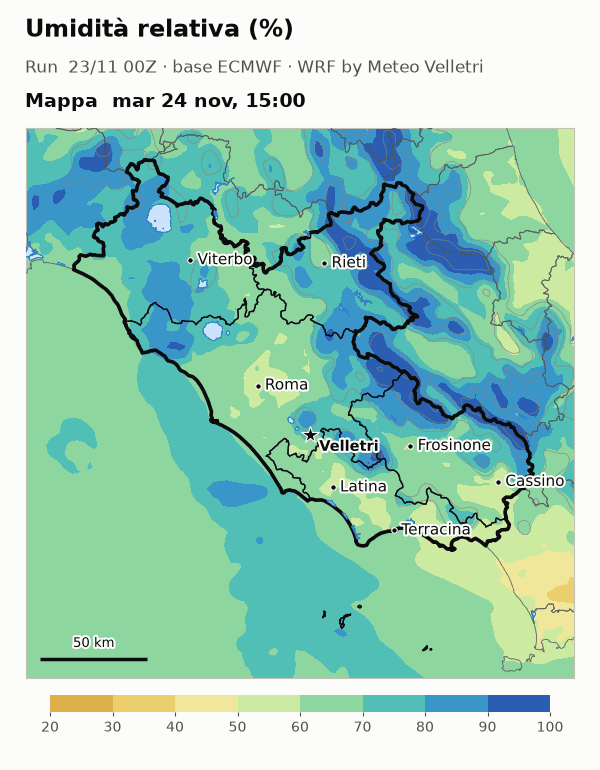 Umidità relativa (%)
Run  23/11 00Z · base ECMWF · WRF by Meteo Velletri
Mappa  mar 24 nov, 15:00
Viterbo
Rieti
Roma
Velletri
Frosinone
Cassino
Latina
Terracina
50 km
20 30 40 50 60 70 80 90 100